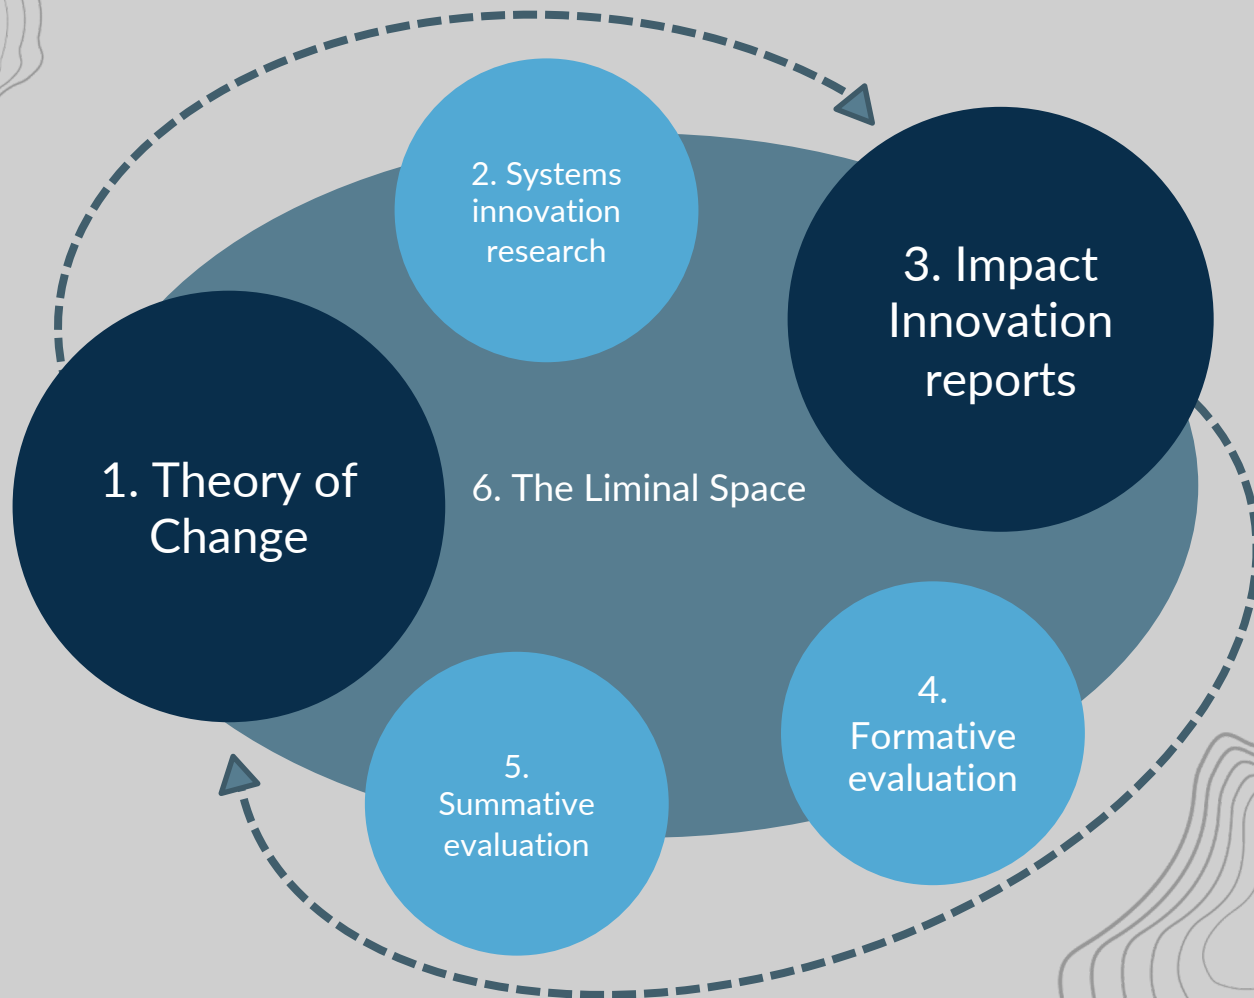 2. Systems
innovation
research
3. Impact
Innovation
reports
1. Theory of
Change
6. The Liminal Space
4.
Formative
evaluation
5.
Summative
evaluation